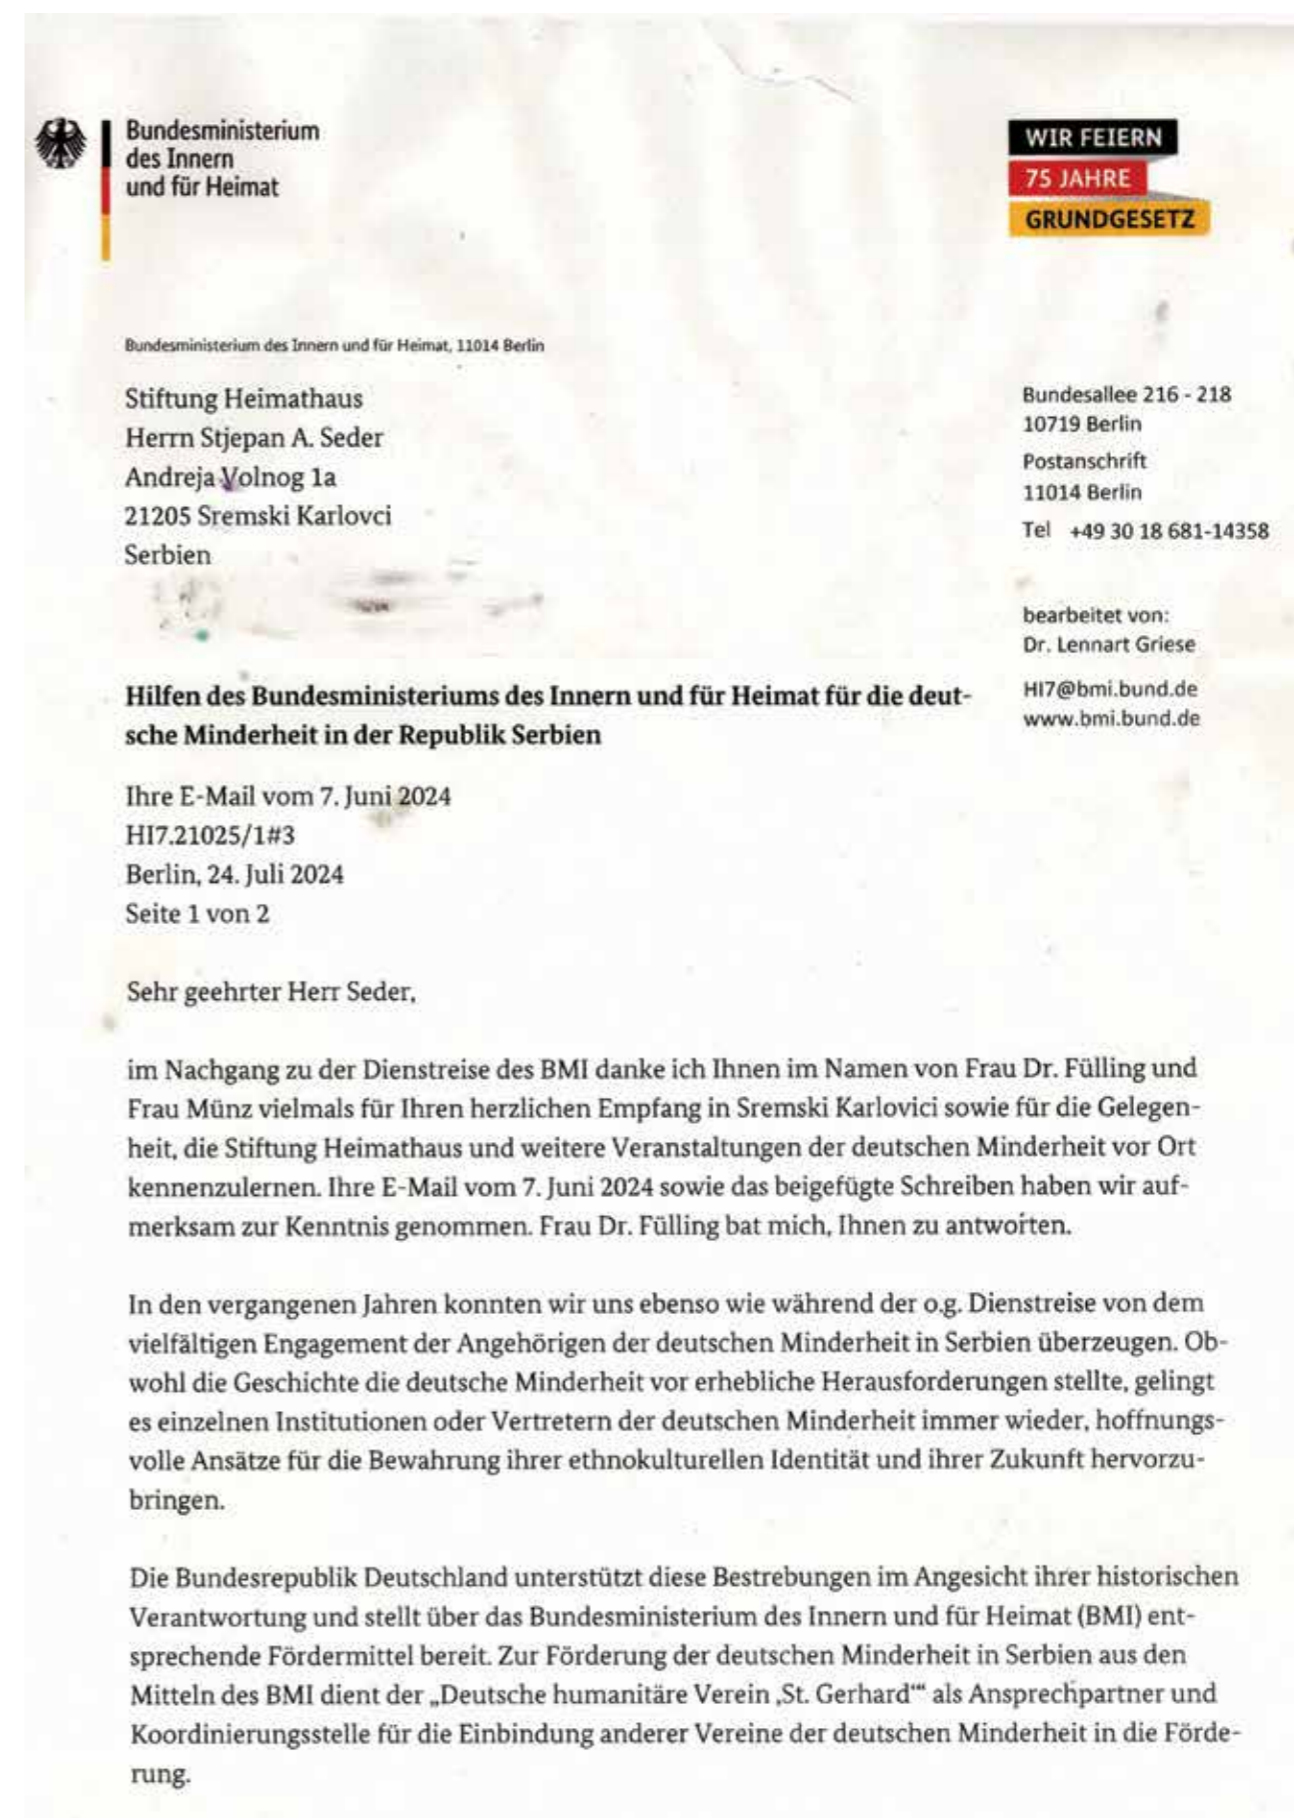 Bundesministerium
des Innern
und für Heimat
WIR FEIERN
75 JAHRE
GRUNDGESETZ
Bundesministerium des Innern und für Heimat, 11014 Berlin
Stiftung Heimathaus
Herrn Stjepan A. Seder
Andreja Volnog 1a
21205 Sremski Karlovci
Serbien
Bundesallee 216 - 218
10719 Berlin
Postanschrift
11014 Berlin
Tel +49 30 18 681-14358
bearbeitet von:
Dr. Lennart Griese
HI7@bmi.bund.de
www.bmi.bund.de
Hilfen des Bundesministeriums des Innern und für Heimat für die deut-
sche Minderheit in der Republik Serbien
Ihre E-Mail vom 7. Juni 2024
HI7.21025/1#3
Berlin, 24. Juli 2024
Seite 1 von 2
Sehr geehrter Herr Seder,
im Nachgang zu der Dienstreise des BMI danke ich Ihnen im Namen von Frau Dr. Fülling und
Frau Münz vielmals für Ihren herzlichen Empfang in Sremski Karlovici sowie für die Gelegen-
heit, die Stiftung Heimathaus und weitere Veranstaltungen der deutschen Minderheit vor Ort
kennenzulernen. Ihre E-Mail vom 7. Juni 2024 sowie das beigefügte Schreiben haben wir auf-
merksam zur Kenntnis genommen. Frau Dr. Fülling bat mich, Ihnen zu antworten.
In den vergangenen Jahren konnten wir uns ebenso wie während der o.g. Dienstreise von dem
vielfältigen Engagement der Angehörigen der deutschen Minderheit in Serbien überzeugen. Ob-
wohl die Geschichte die deutsche Minderheit vor erhebliche Herausforderungen stellte, gelingt
es einzelnen Institutionen oder Vertretern der deutschen Minderheit immer wieder, hoffnungs-
volle Ansätze für die Bewahrung ihrer ethnokulturellen Identität und ihrer Zukunft hervorzu-
bringen.
Die Bundesrepublik Deutschland unterstützt diese Bestrebungen im Angesicht ihrer historischen
Verantwortung und stellt über das Bundesministerium des Innern und für Heimat (BMI) ent-
sprechende Fördermittel bereit. Zur Förderung der deutschen Minderheit in Serbien aus den
Mitteln des BMI dient der „Deutsche humanitäre Verein ‚St. Gerhard‘“ als Ansprechpartner und
Koordinierungsstelle für die Einbindung anderer Vereine der deutschen Minderheit in die Förde-
rung.